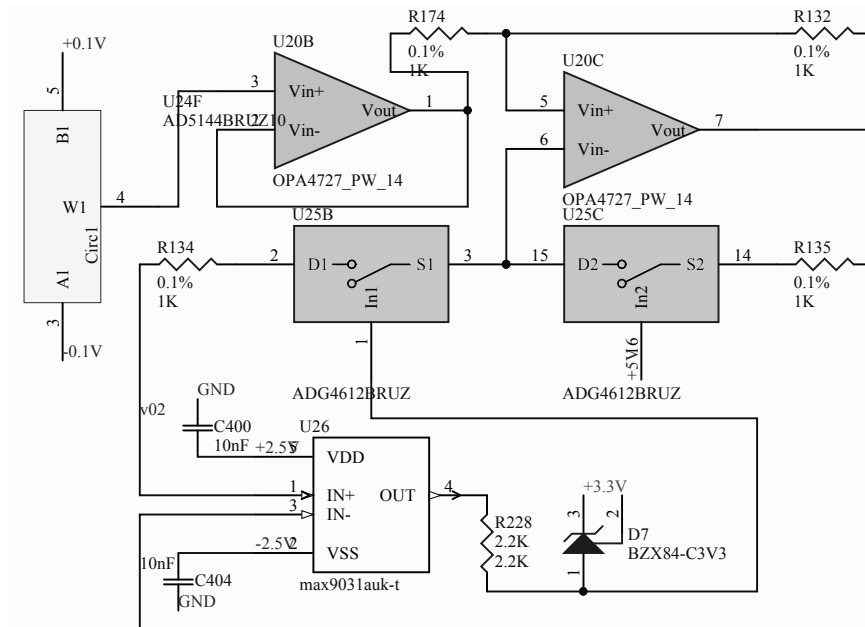 R174
0.1%
1K
R132
0.1%
1K
+0.1V
5
B1
W1
4
Circ1
A1
3
-0.1V
U24F
AD5144BRUZ10
U20B
3
Vin+
2
Vin-
Vout
1
OPA4727_PW_14
U20C
5
Vin+
6
Vin-
Vout
7
OPA4727_PW_14
R134
0.1%
1K
U25B
2
D1
S1
3
In1
1
ADG4612BRUZ
U25C
15
D2
S2
14
In2
+5V
16
ADG4612BRUZ
R135
0.1%
1K
v02
GND
C400
10nF
+2.5V
U26
VDD
1
IN+
3
IN-
OUT
4
-2.5V
2
VSS
max9031auk-t
10nF
C404
GND
R228
2.2K
2.2K
+3.3V
3
2
D7
BZX84-C3V3
1